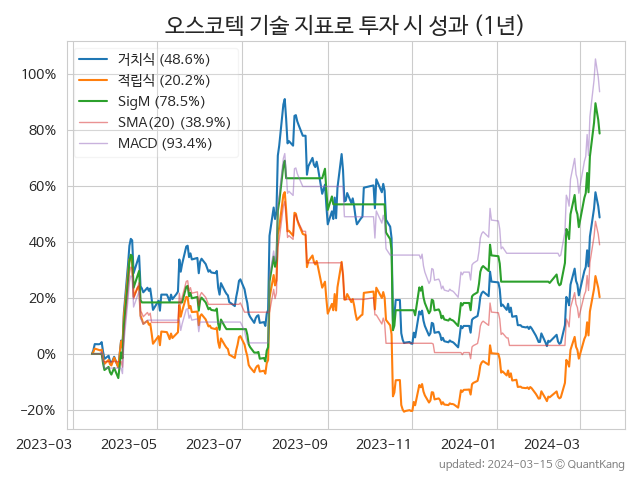 오스코텍 기술 지표로 투자 시 성과 (1년)
거치식 (48.6%)
적립식 (20.2%)
SigM (78.5%)
SMA(20) (38.9%)
MACD (93.4%)
100%
80%
60%
40%
20%
0%
−20%
2023−03
2023−05
2023−07
2023−09
2023−11
2024−01
2024−03
updated: 2024-03-15 © QuantKang